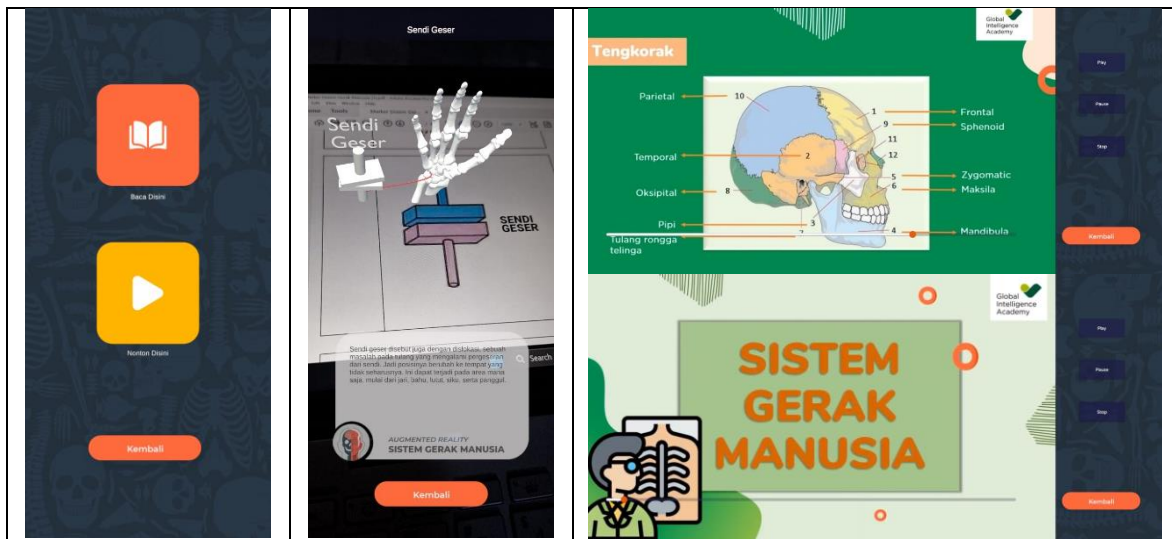 Baca Disini
Nonton Disini
Kembali
Sendi Geser
Sendi
Geser
SENDI
GESER
Search
Sendi geser disebut juga dengan dislokasi, sebuah
masalah pada tulang yang mengalami pergeseran
dari sendi. Jadi posisinya berubah ke tempat yang
tidak seharusnya. Ini dapat terjadi pada area mana
saja, mulai dari jari, bahu, lutut, siku, serta panggul.
AUGMENTED REALITY
SISTEM GERAK MANUSIA
Kembali
Global
Intelligence
Academy
Tengkorak
Parietal
10
1
Frontal
9
Sphenoid
11
12
Temporal
2
5
Zygomatic
6
Maksila
Oksipital
8
Pipi
3
4
Mandibula
Tulang rongga
telinga
Play
Pause
Stop
Kembali
Global
Intelligence
Academy
SISTEM
GERAK
MANUSIA
Play
Pause
Stop
Kembali